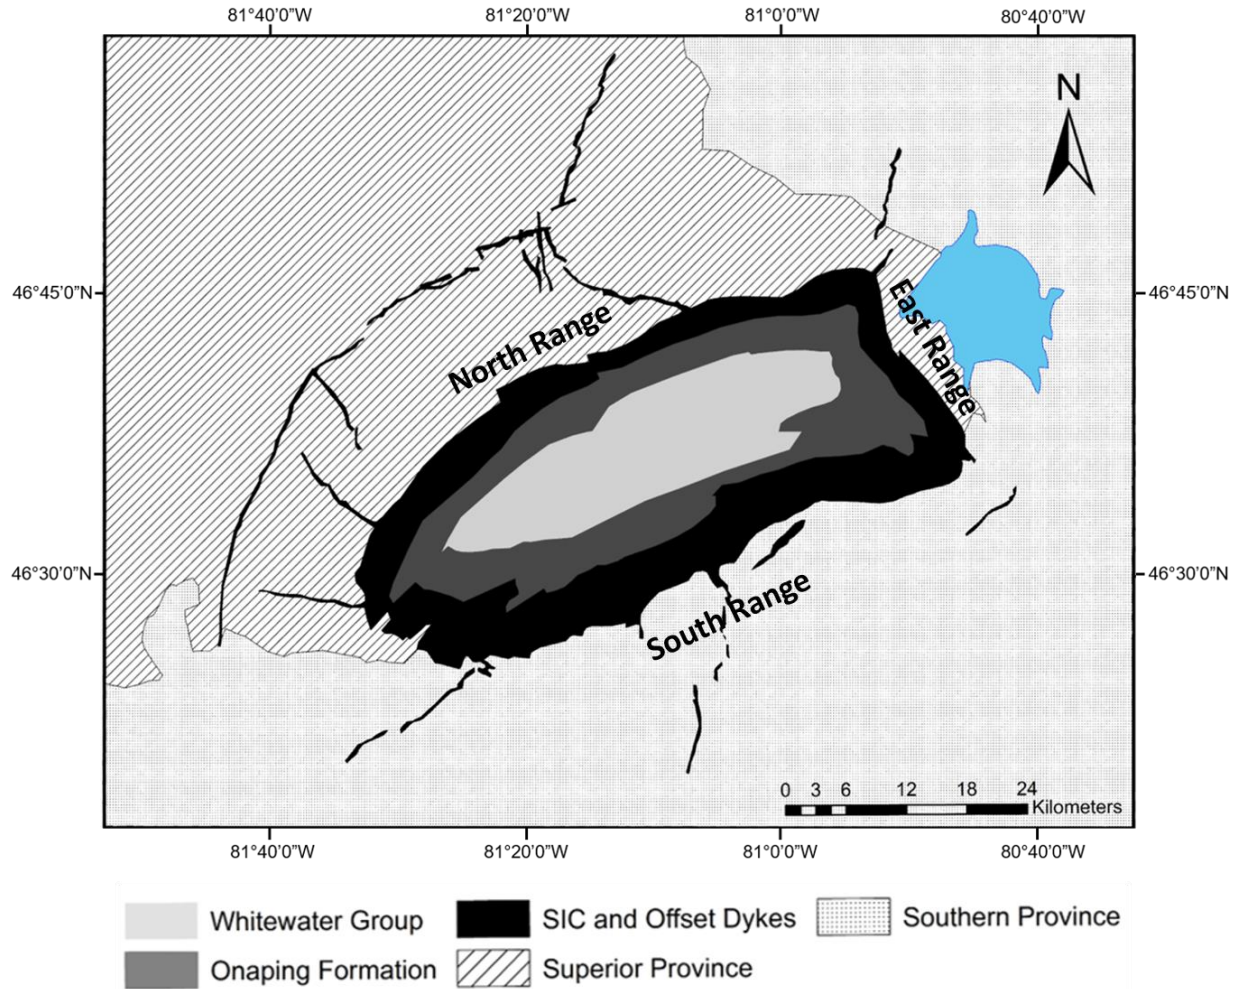 81°40'0"W 81°20'0"W 81°0'0"W 80°40'0"W
N
46°45'0"N 46°45'0"N
East Range
North Range
46°30'0"N 46°30'0"N
South Range
0 3 6 12 18 24
Kilometers
81°40'0"W 81°20'0"W 81°0'0"W 80°40'0"W
Whitewater Group SIC and Offset Dykes Southern Province
Onaping Formation Superior Province